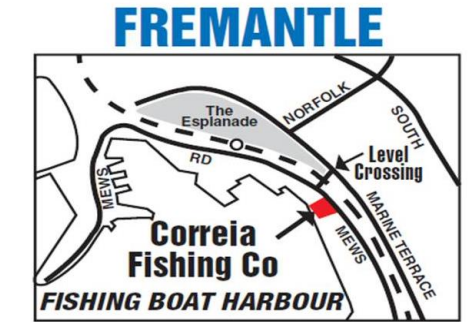 FREMANTLE
The
Esplanade
NORFOLK
SOUTH
RD
Level
Crossing
MEWS
MARINE TERRACE
MEWS
Correia
Fishing Co
FISHING BOAT HARBOUR